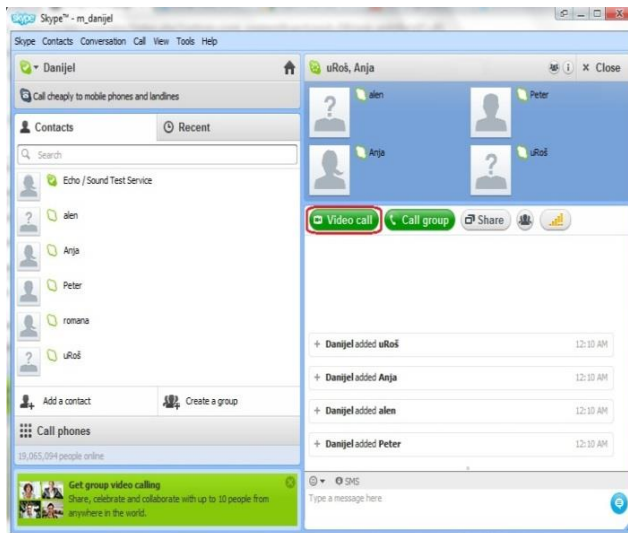 Skype™ - m_danijel
Skype Contacts Conversation Call View Tools Help
Danijel
Call cheaply to mobile phones and landlines
Contacts
Recent
Search
Echo / Sound Test Service
alen
Anja
Peter
romana
uRoš
Add a contact
Create a group
Call phones
19,065,094 people online
Get group video calling
Share, celebrate and collaborate with up to 10 people from
anywhere in the world.
uRoš, Anja
Close
alen
Peter
Anja
uRoš
Video call
Call group
Share
+ Danijel added uRoš 12:10 AM
+ Danijel added Anja 12:10 AM
+ Danijel added alen 12:10 AM
+ Danijel added Peter 12:10 AM
SMS
Type a message here